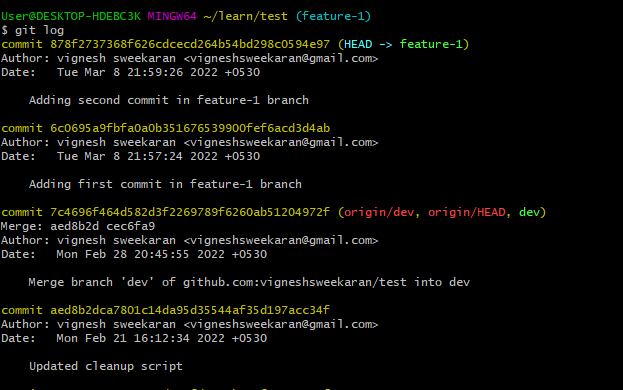 User@DESKTOP-HDEBC3K MINGW64 ~/learn/test (feature-1)
$ git log
commit 878f2737368f626cdcecd264b54bd298c0594e97 (HEAD -> feature-1)
Author: vignesh sweekaran <vigneshsweekaran@gmail.com>
Date:   Tue Mar 8 21:59:26 2022 +0530
    Adding second commit in feature-1 branch
commit 6c0695a9fbfa0a0b351676539900fef6acd3d4ab
Author: vignesh sweekaran <vigneshsweekaran@gmail.com>
Date:   Tue Mar 8 21:57:24 2022 +0530
    Adding first commit in feature-1 branch
commit 7c4696f464d582d3f2269789f6260ab51204972f (origin/dev, origin/HEAD, dev)
Merge: aed8b2d cec6fa9
Author: vignesh sweekaran <vigneshsweekaran@gmail.com>
Date:   Mon Feb 28 20:45:55 2022 +0530
    Merge branch 'dev' of github.com:vigneshsweekaran/test into dev
commit aed8b2dca7801c14da95d35544af35d197acc34f
Author: vignesh sweekaran <vigneshsweekaran@gmail.com>
Date:   Mon Feb 21 16:12:34 2022 +0530
    Updated cleanup script